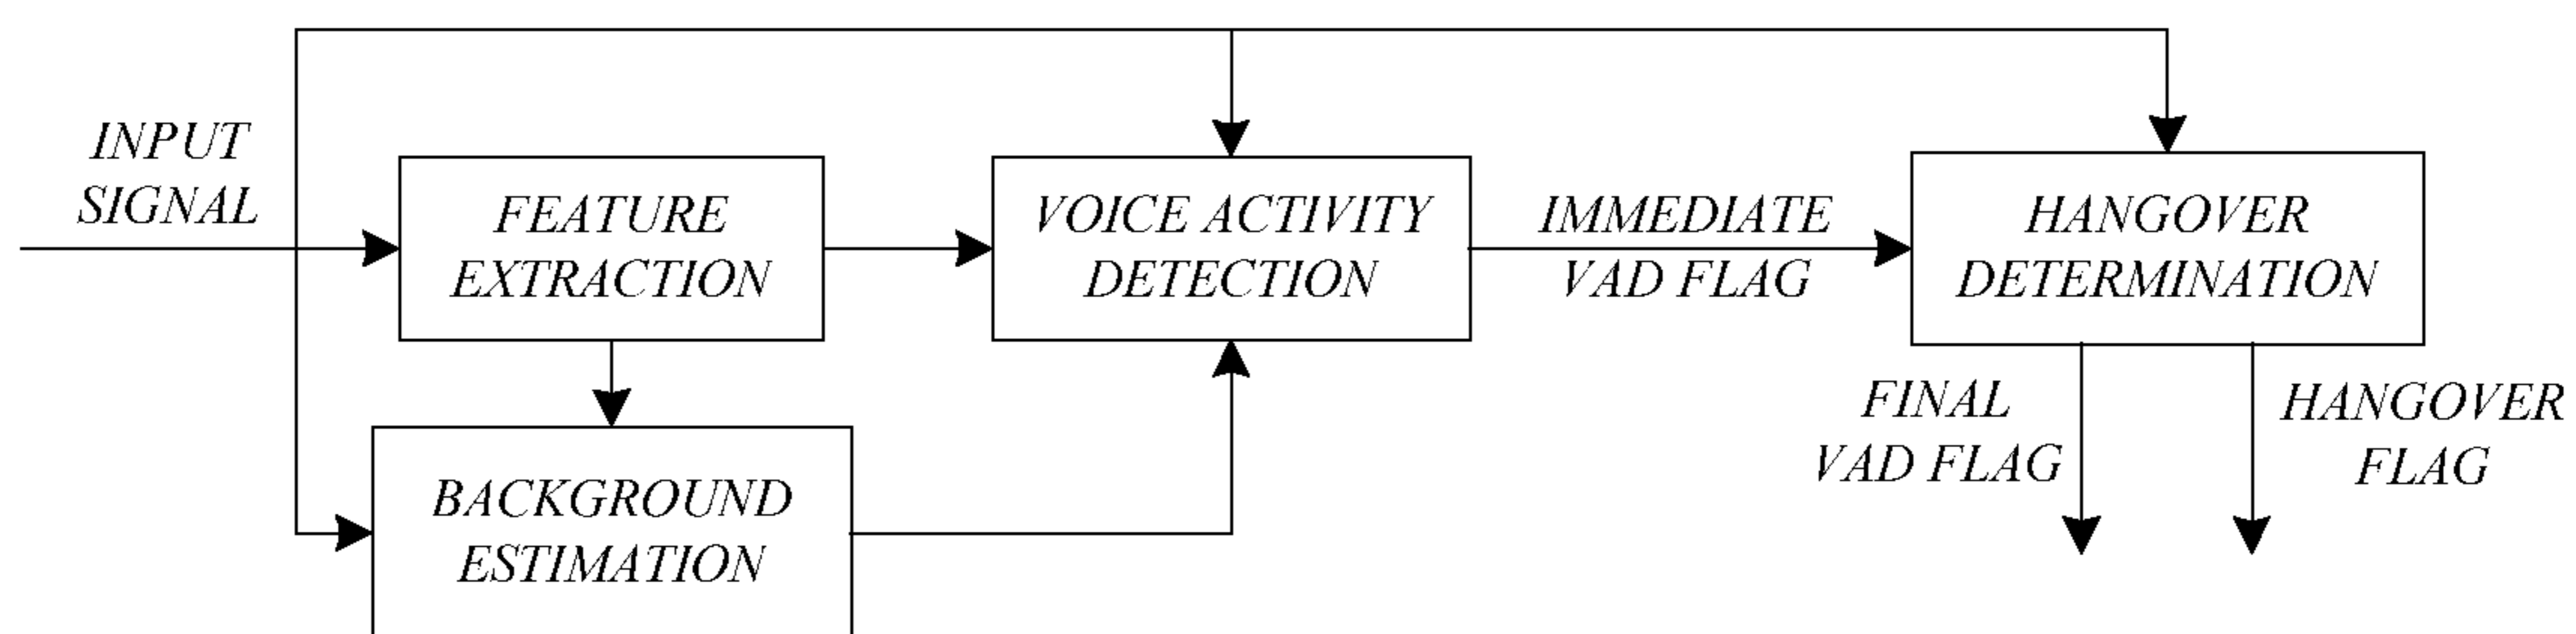 INPUT
SIGNAL
FEATURE
EXTRACTION
VOICE ACTIVITY
DETECTION
IMMEDIATE
VAD FLAG
HANGOVER
DETERMINATION
BACKGROUND
ESTIMATION
FINAL
VAD FLAG
HANGOVER
FLAG